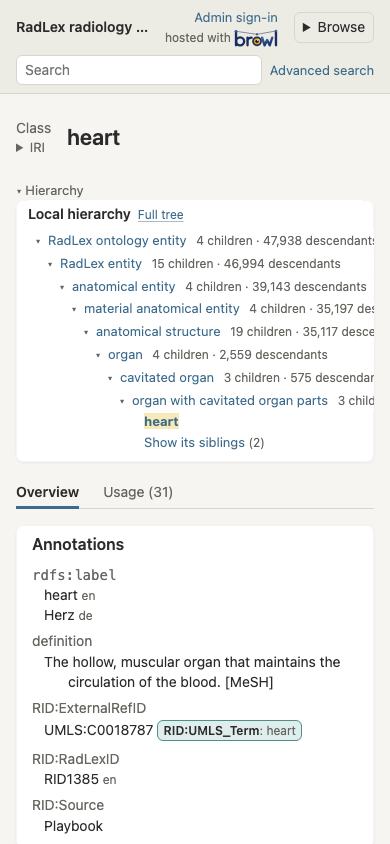 RadLex radiology ...
Admin sign-in
hosted with browl
Browse
Search
Advanced search
Class
IRI
heart
Hierarchy
Local hierarchy Full tree
RadLex ontology entity 4 children · 47,938 descendants
RadLex entity 15 children · 46,994 descendants
anatomical entity 4 children · 39,143 descendants
material anatomical entity 4 children · 35,197 des
anatomical structure 19 children · 35,117 desce
organ 4 children · 2,559 descendants
cavitated organ 3 children · 575 descendan
organ with cavitated organ parts 3 child
heart
Show its siblings (2)
Overview Usage (31)
Annotations
rdfs:label
heart en
Herz de
definition
The hollow, muscular organ that maintains the
circulation of the blood. [MeSH]
RID:ExternalRefID
UMLS:C0018787 RID:UMLS_Term: heart
RID:RadLexID
RID1385 en
RID:Source
Playbook